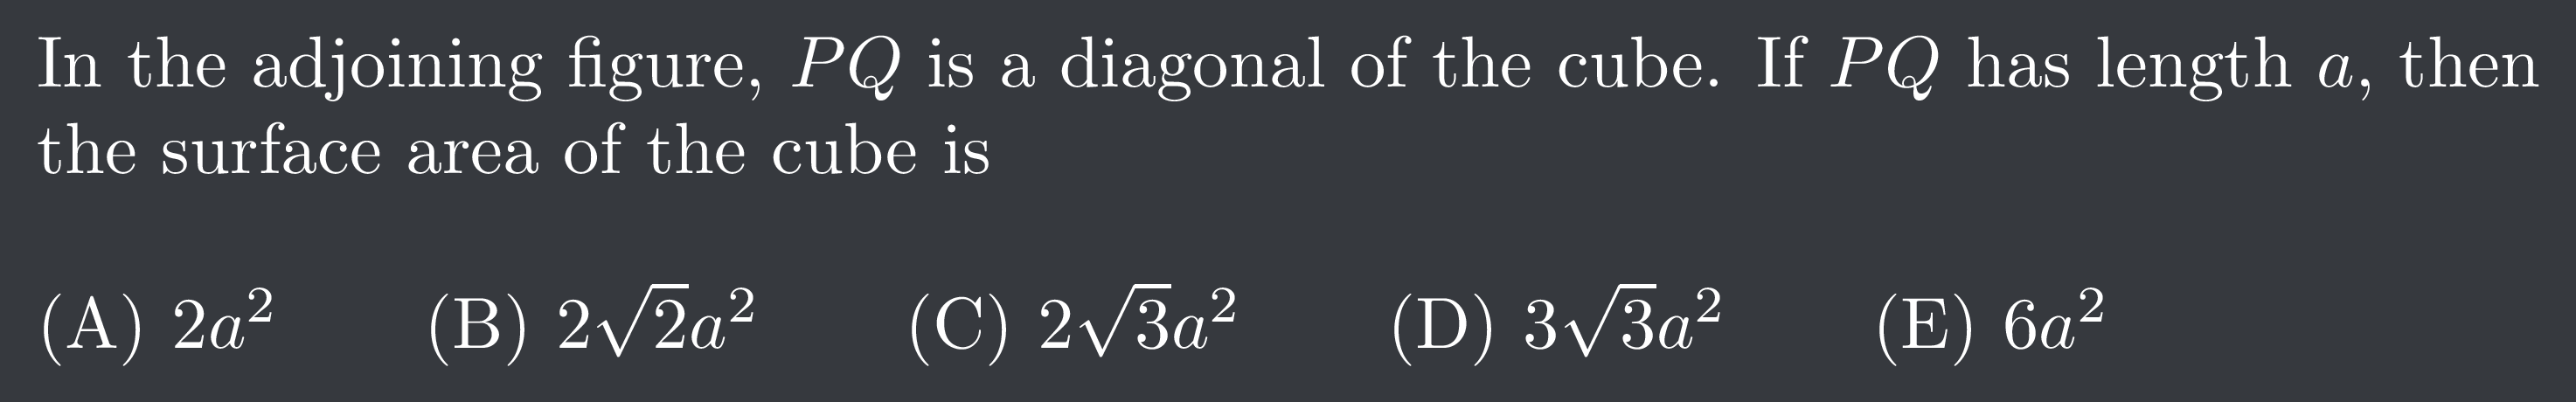 In the adjoining figure, PQ is a diagonal of the cube. If PQ has length a, then
the surface area of the cube is
(A) 2a² (B) 2√2a² (C) 2√3a² (D) 3√3a² (E) 6a²